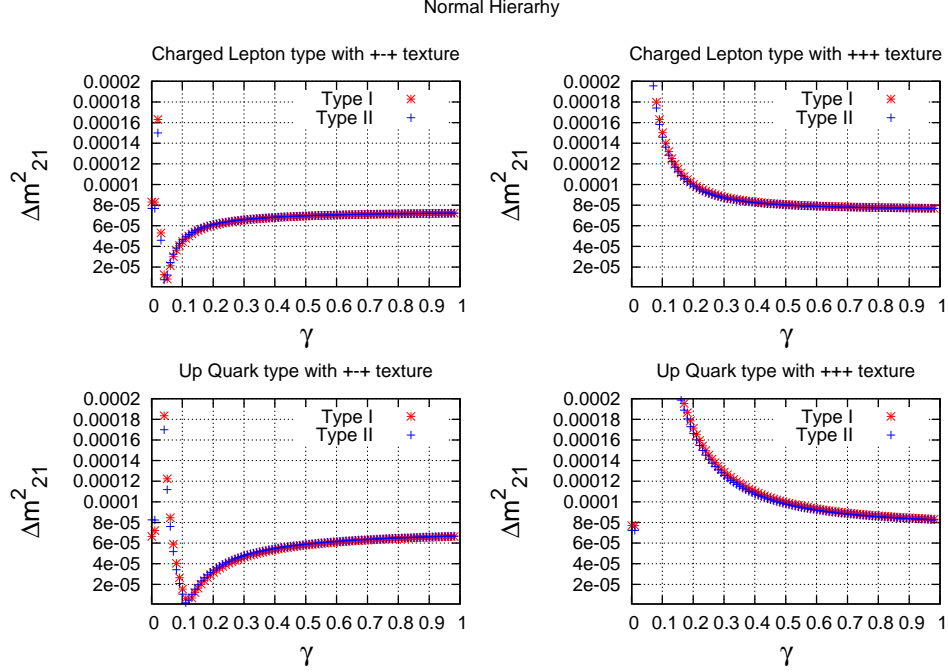 Normal Hierarhy
Charged Lepton type with +-+ texture
0.0002
0.00018
0.00016
0.00014
0.00012
0.0001
8e-05
6e-05
4e-05
2e-05
Δm²21
Type I
Type II
0 0.1 0.2 0.3 0.4 0.5 0.6 0.7 0.8 0.9 1
γ
Charged Lepton type with +++ texture
0.0002
0.00018
0.00016
0.00014
0.00012
0.0001
8e-05
6e-05
4e-05
2e-05
Δm²21
Type I
Type II
0 0.1 0.2 0.3 0.4 0.5 0.6 0.7 0.8 0.9 1
γ
Up Quark type with +-+ texture
0.0002
0.00018
0.00016
0.00014
0.00012
0.0001
8e-05
6e-05
4e-05
2e-05
Δm²21
Type I
Type II
0 0.1 0.2 0.3 0.4 0.5 0.6 0.7 0.8 0.9 1
γ
Up Quark type with +++ texture
0.0002
0.00018
0.00016
0.00014
0.00012
0.0001
8e-05
6e-05
4e-05
2e-05
Δm²21
Type I
Type II
0 0.1 0.2 0.3 0.4 0.5 0.6 0.7 0.8 0.9 1
γ